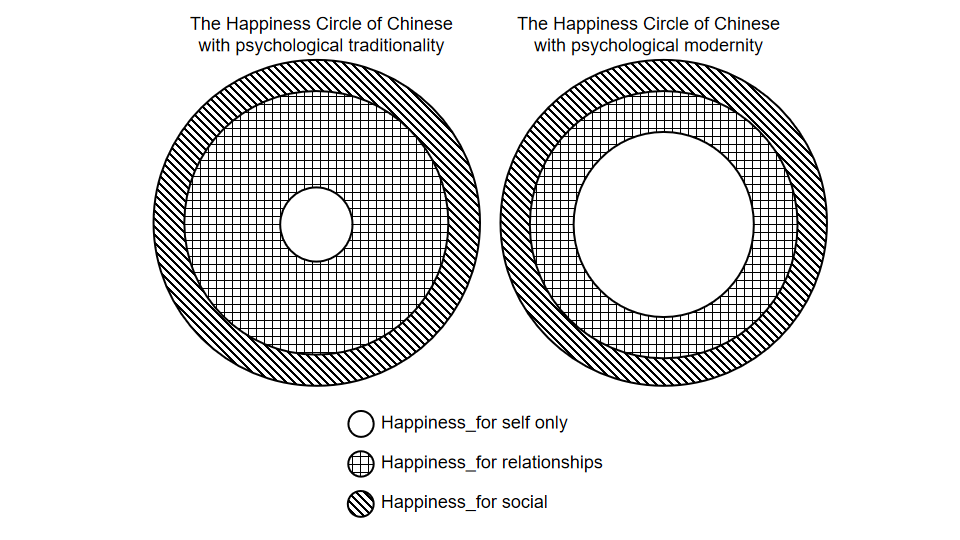 The Happiness Circle of Chinese
with psychological traditionality
The Happiness Circle of Chinese
with psychological modernity
Happiness_for self only
Happiness_for relationships
Happiness_for social